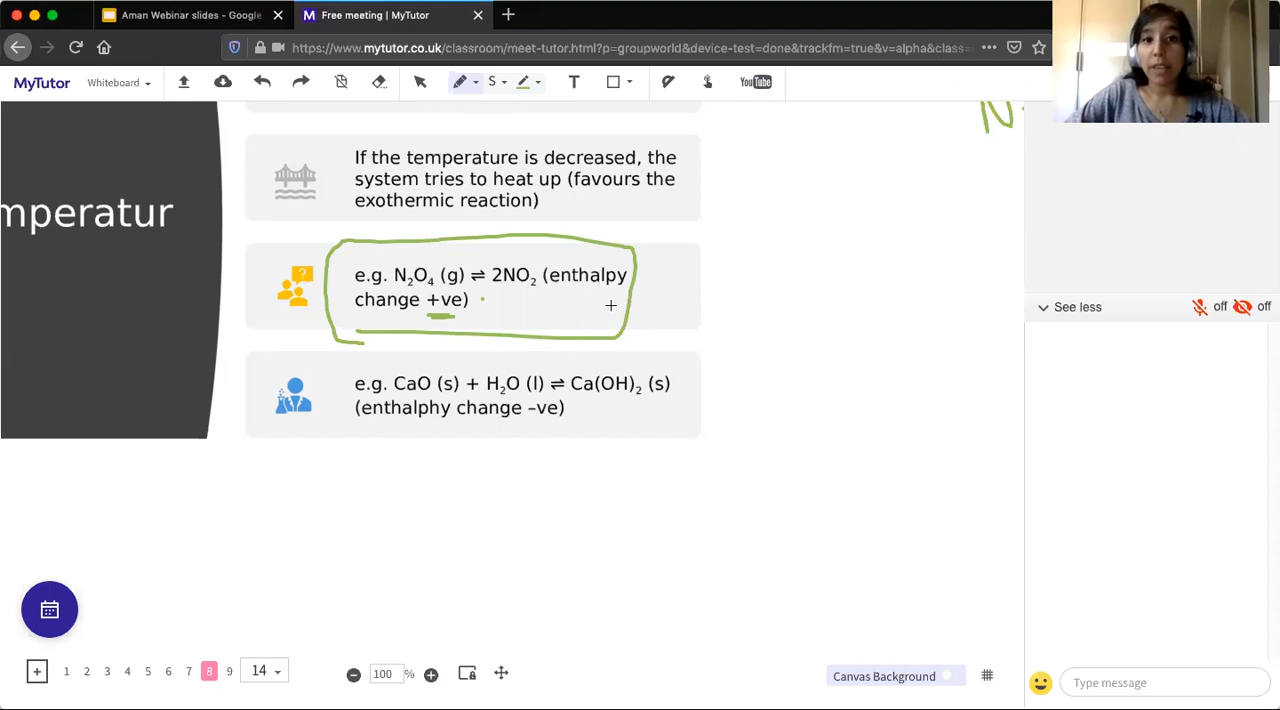 Aman Webinar slides - Google
Free meeting | MyTutor
https://www.mytutor.co.uk/classroom/meet-tutor.html?p=groupworld&device-test=done&trackfm=true&v=alpha&class=
MyTutor
Whiteboard
S
T
YouTube
N
If the temperature is decreased, the
system tries to heat up (favours the
exothermic reaction)
mperatur
e.g. N₂O₄ (g) ⇌ 2NO₂ (enthalpy
change +ve)
See less
off
off
e.g. CaO (s) + H₂O (l) ⇌ Ca(OH)₂ (s)
(enthalphy change –ve)
+ 1 2 3 4 5 6 7 8 9 14
100 %
Canvas Background
Type message